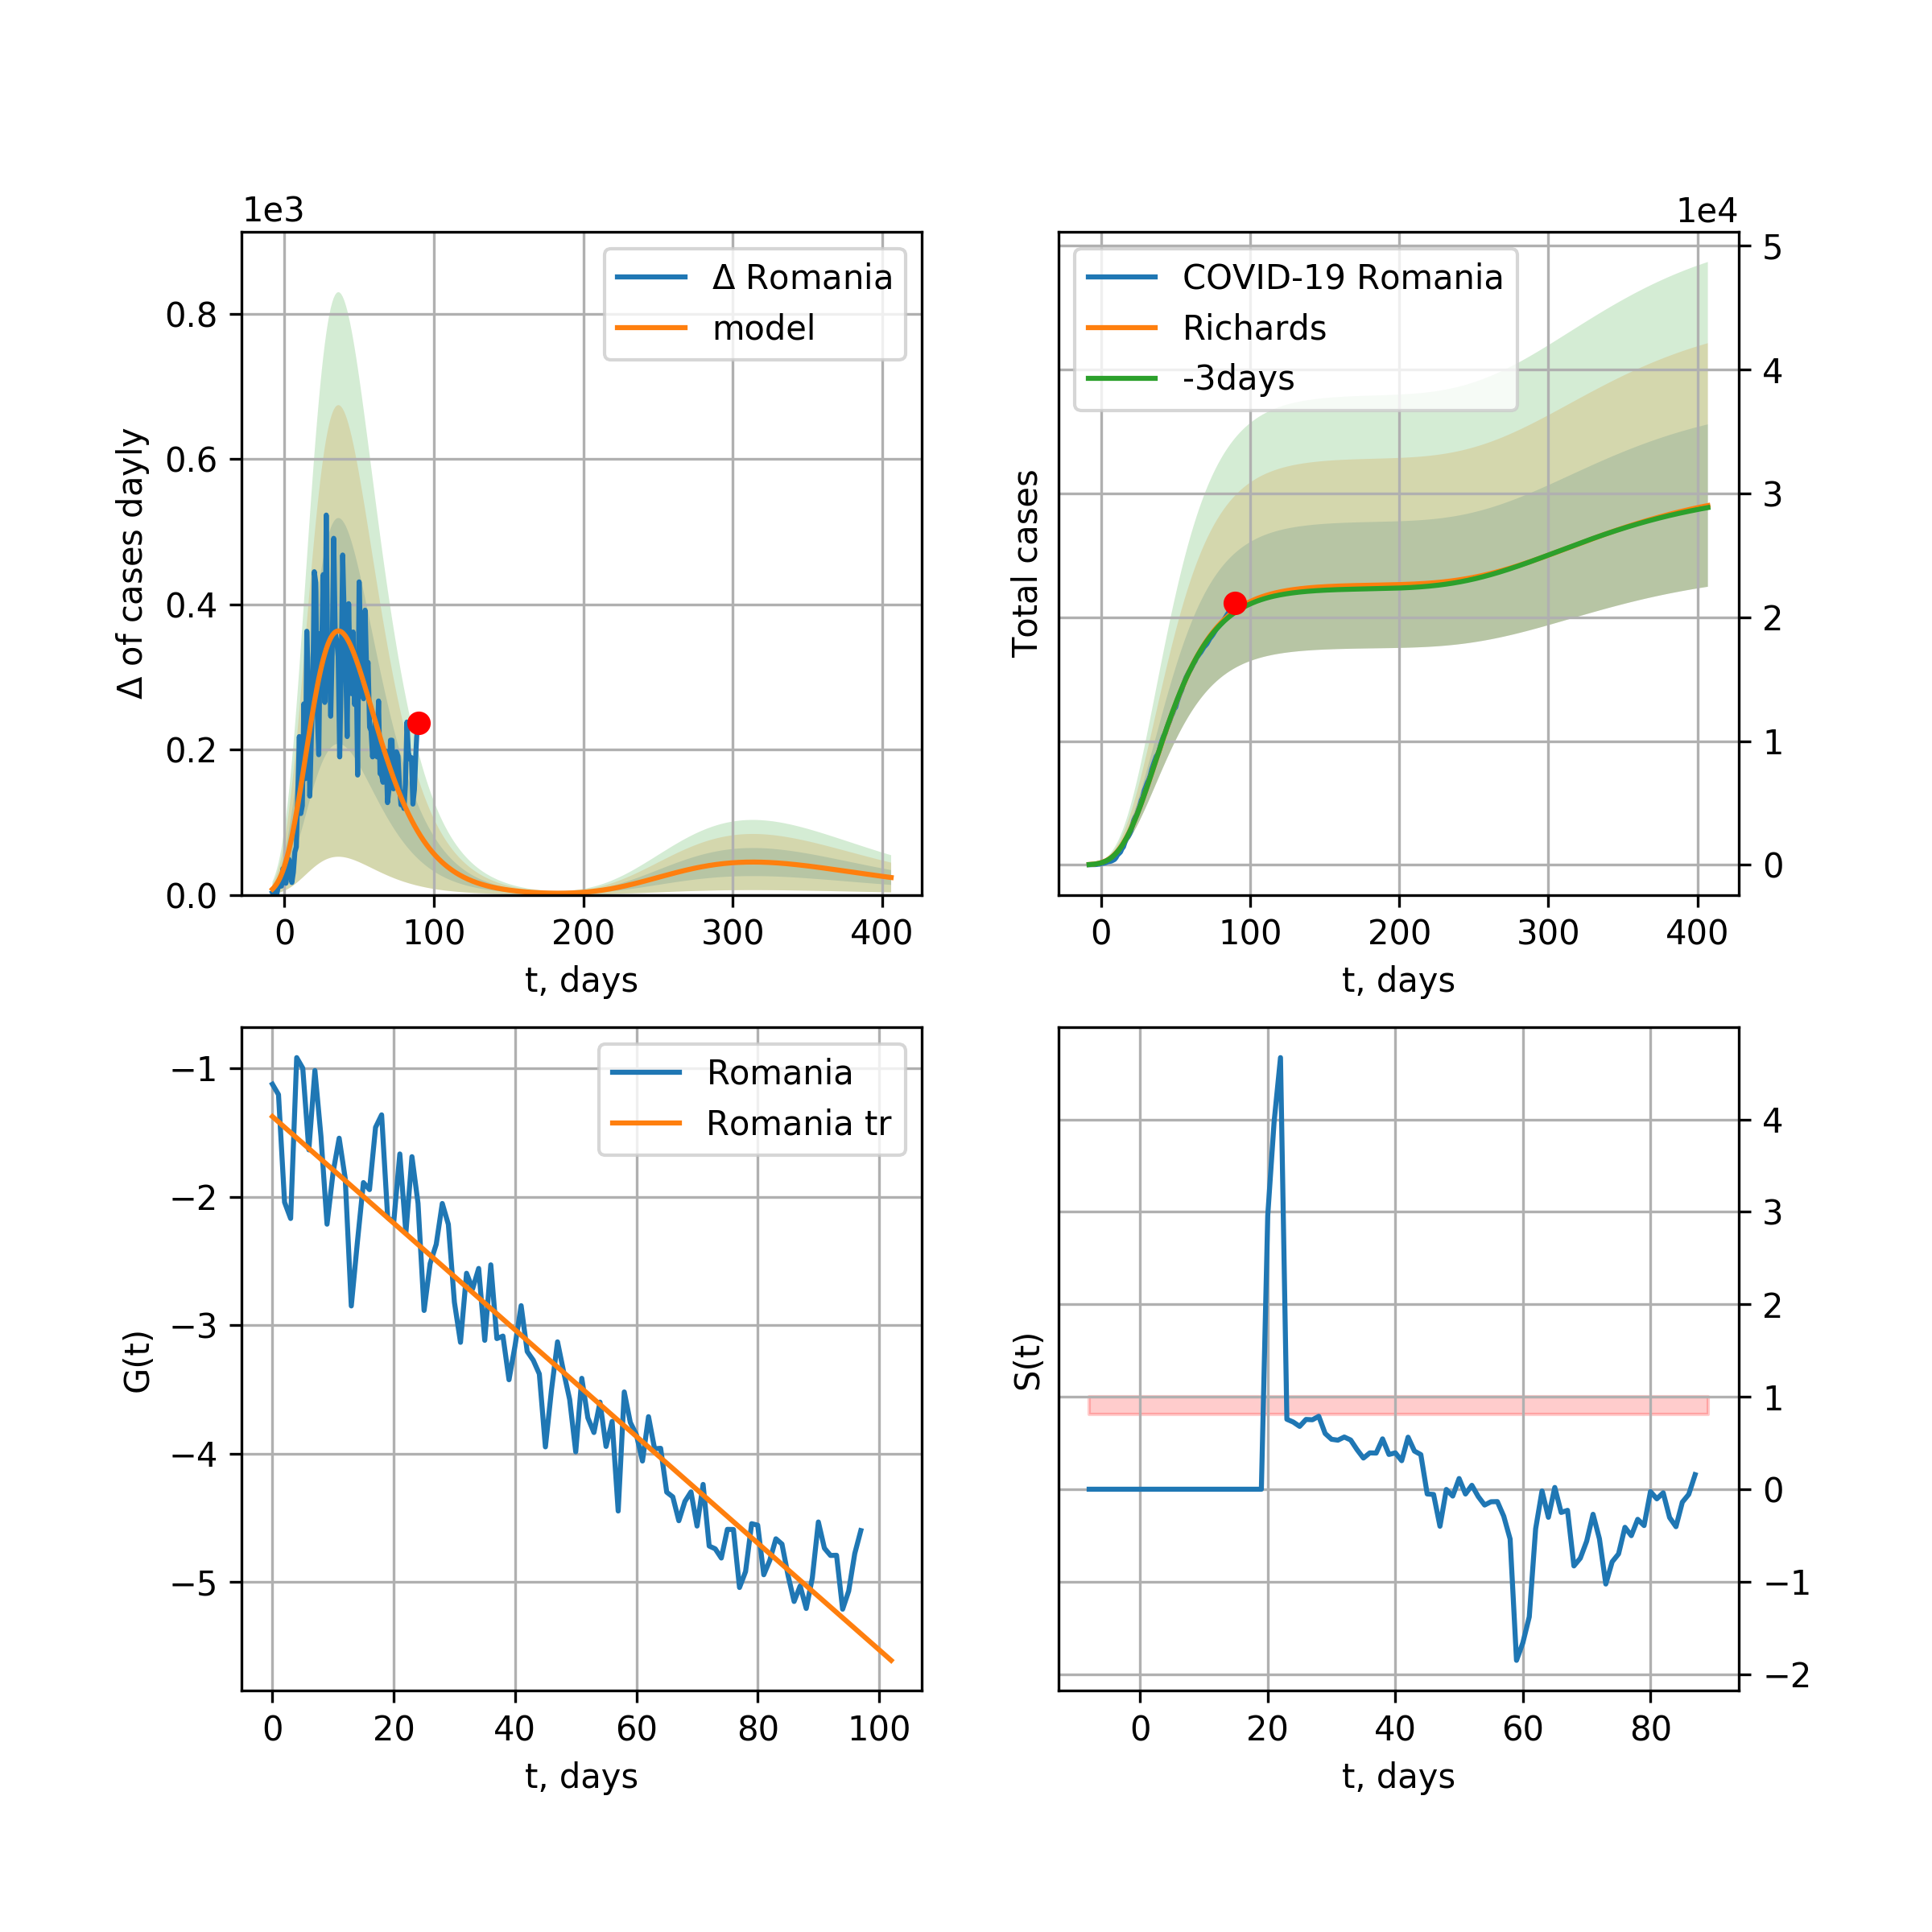 1e3
Δ of cases dayly
0.8
0.6
0.4
0.2
0.0
Δ Romania
model
0
100
200
300
400
t, days
1e4
Total cases
COVID-19 Romania
Richards
-3days
5
4
3
2
1
0
0
100
200
300
400
t, days
G(t)
−1
−2
−3
−4
−5
Romania
Romania tr
0
20
40
60
80
100
t, days
S(t)
4
3
2
1
0
−1
−2
0
20
40
60
80
t, days